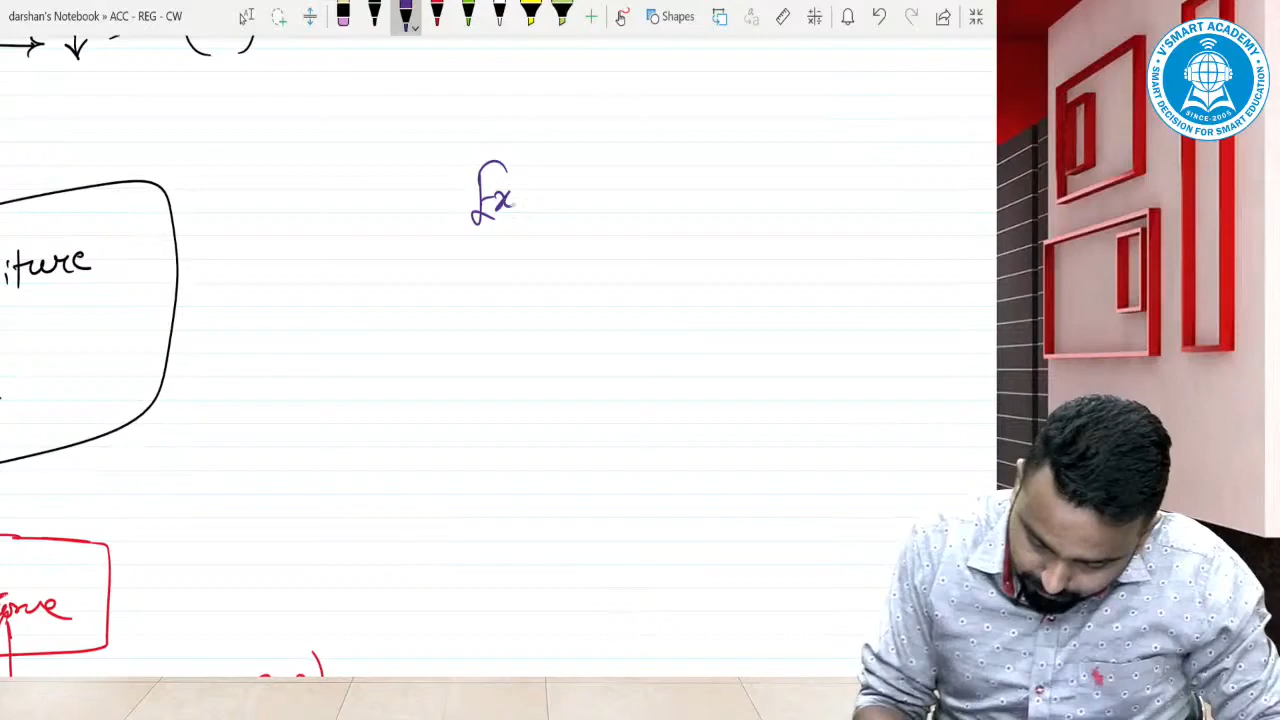 darshan's Notebook » ACC - REG - CW
Shapes
V'SMART ACADEMY
SMART DECISION FOR SMART EDUCATION
SINCE-2005
Ex
iture